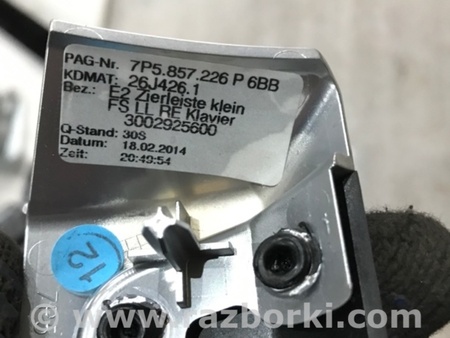 PAG-Nr. 7P5.857.226 P 6BB
KDMAT: 26J426.1
Bez.: E2 Zierleiste klein
FS LL RE Klavier
3002925600
Q-Stand: 30S
Datum: 18.02.2014
Zeit: 20:49:54
12
www.razborki.com